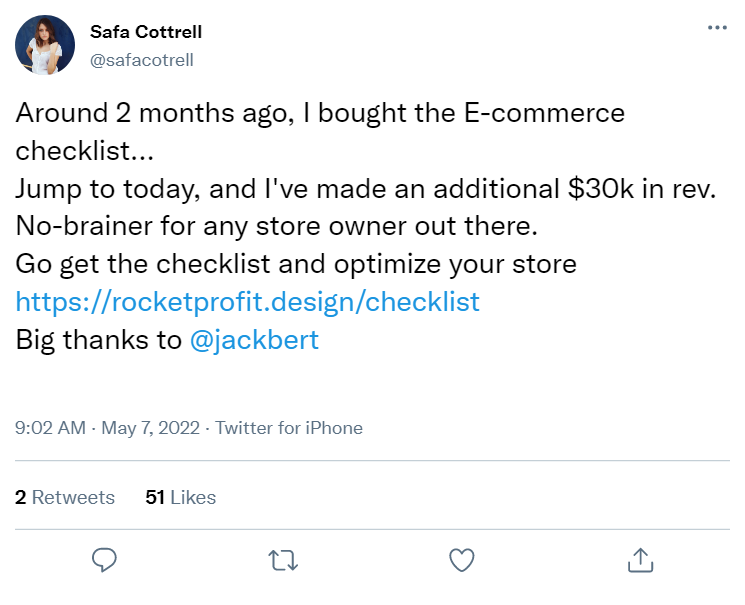 Safa Cottrell
@safacotrell
Around 2 months ago, I bought the E-commerce
checklist...
Jump to today, and I've made an additional $30k in rev.
No-brainer for any store owner out there.
Go get the checklist and optimize your store
https://rocketprofit.design/checklist
Big thanks to @jackbert
9:02 AM · May 7, 2022 · Twitter for iPhone
2 Retweets 51 Likes